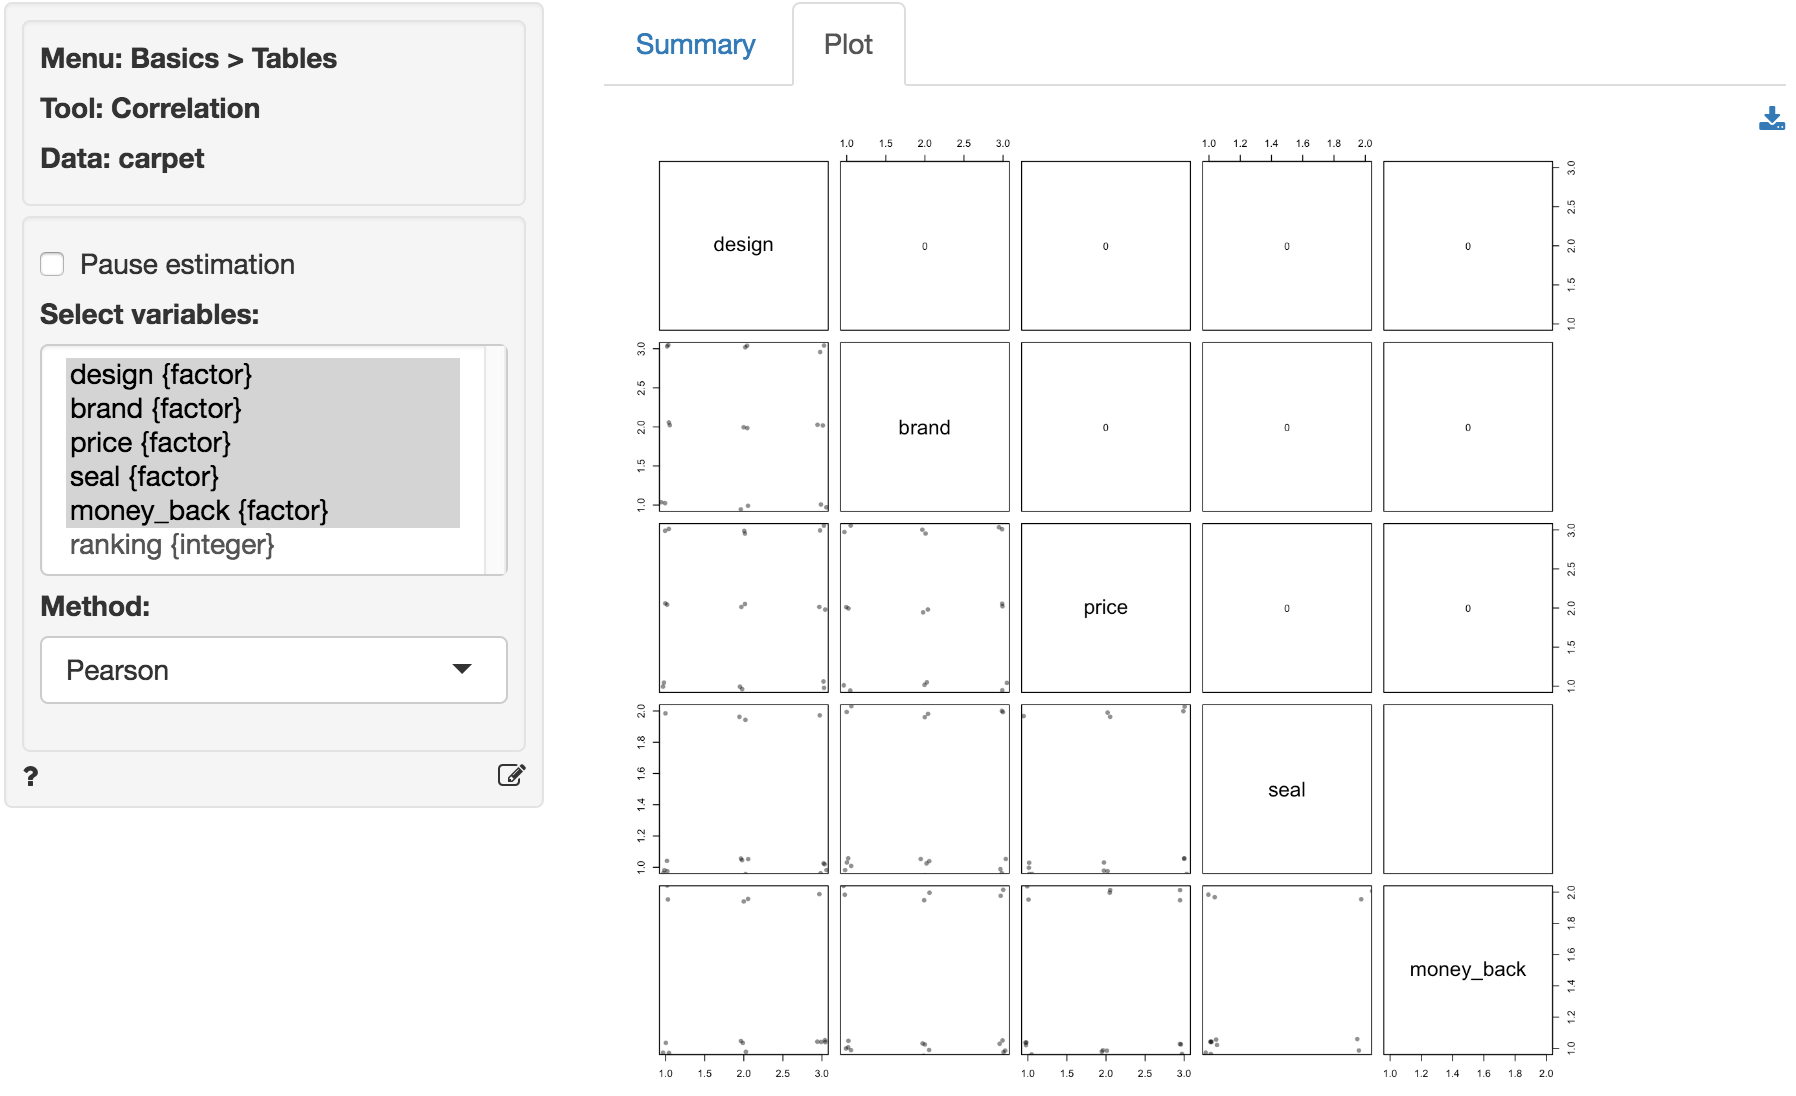 Menu: Basics > Tables
Tool: Correlation
Data: carpet
Pause estimation
Select variables:
design {factor}
brand {factor}
price {factor}
seal {factor}
money_back {factor}
ranking {integer}
Method:
Pearson
?
Summary Plot
1.0 1.5 2.0 2.5 3.0 1.0 1.2 1.4 1.6 1.8 2.0
design 0 0 0 0
3.0
2.5
2.0
1.5
1.0
3.0
2.5
2.0
1.5
1.0
brand 0 0 0
price 0 0
3.0
2.5
2.0
1.5
1.0
2.0
1.8
1.6
1.4
1.2
1.0
seal
money_back
2.0
1.8
1.6
1.4
1.2
1.0
1.0 1.5 2.0 2.5 3.0 1.0 1.5 2.0 2.5 3.0 1.0 1.2 1.4 1.6 1.8 2.0